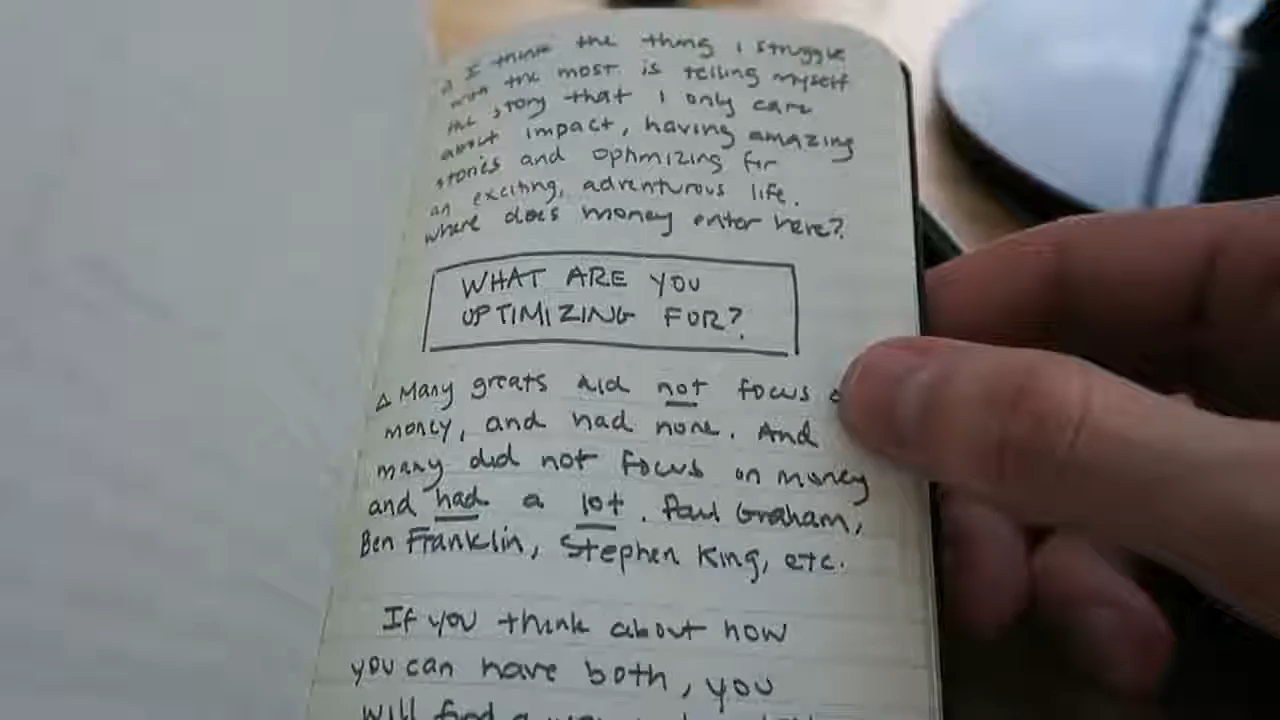 △ I think the thing I struggle
with the most is telling myself
the story that I only care
about impact, having amazing
stories and optimizing for
an exciting, adventurous life.
where does money enter here?
WHAT ARE YOU
OPTIMIZING FOR?
△ Many greats did not focus
money, and had none. And
many did not focus on money
and had a lot. Paul Graham,
Ben Franklin, Stephen King, etc.
If you think about how
you can have both, you
will find a